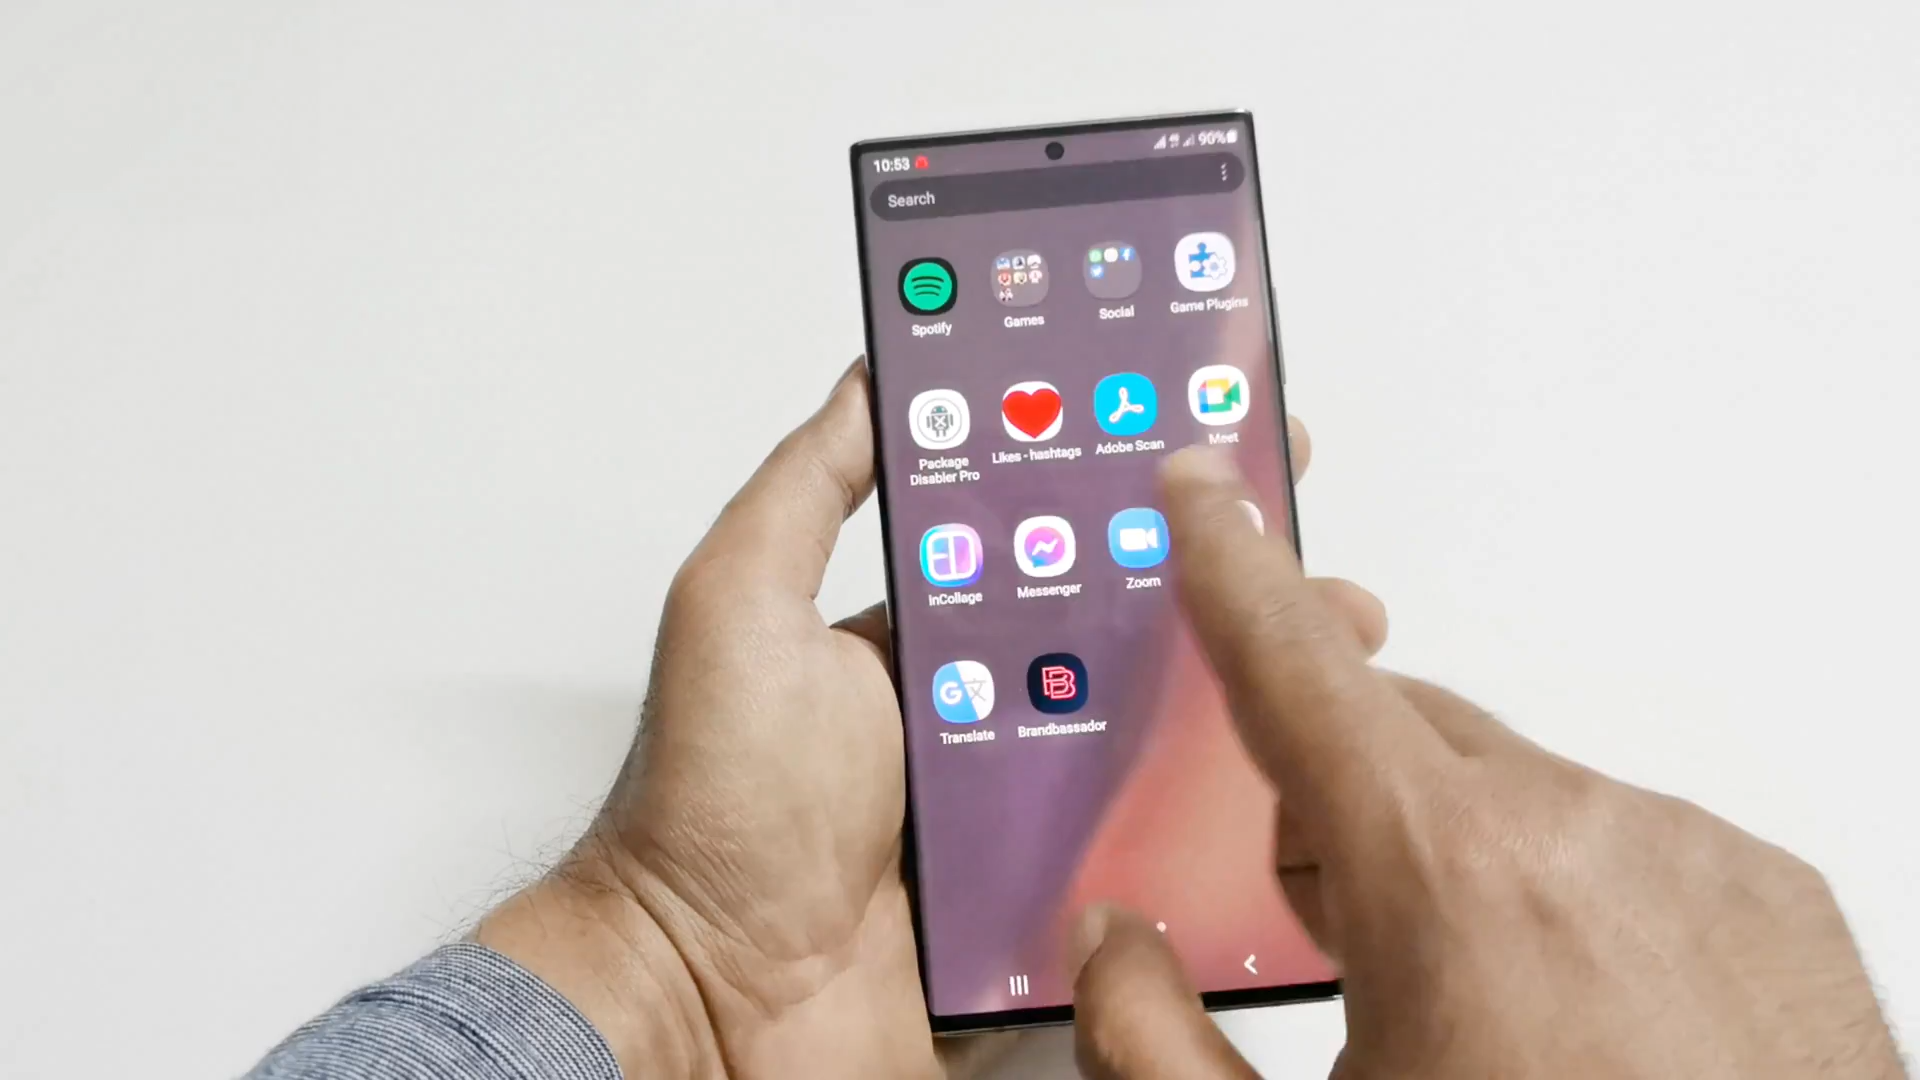 10:53
90%
Search
Spotify
Games
Social
Game Plugins
Package
Disabler Pro
Likes - hashtags
Adobe Scan
Meet
InCollage
Messenger
Zoom
G
Translate
B
Brandbassador